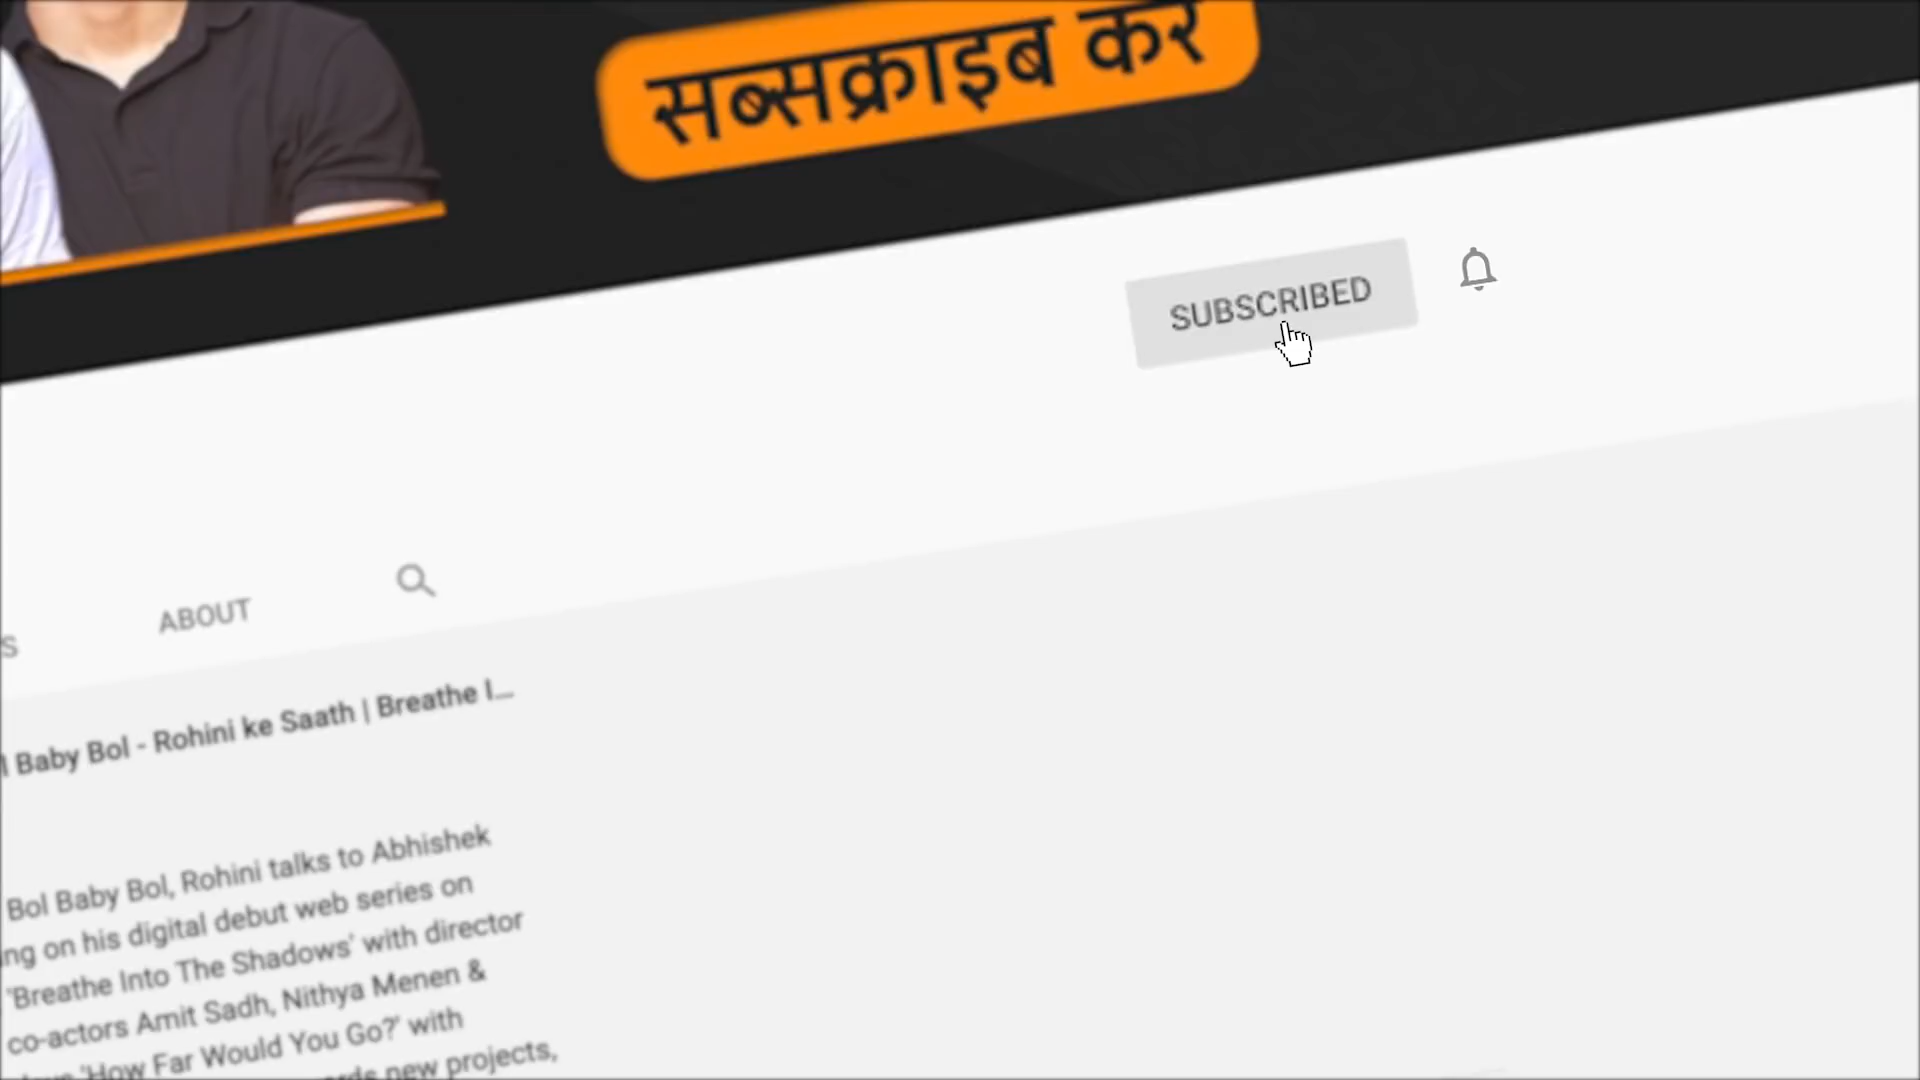 सब्सक्राइब करें
SUBSCRIBED
S ABOUT
Baby Bol - Rohini ke Saath | Breathe I...
Bol Baby Bol, Rohini talks to Abhishek
ng on his digital debut web series on
'Breathe Into The Shadows' with director
co-actors Amit Sadh, Nithya Menen &
'How Far Would You Go?' with
new projects,